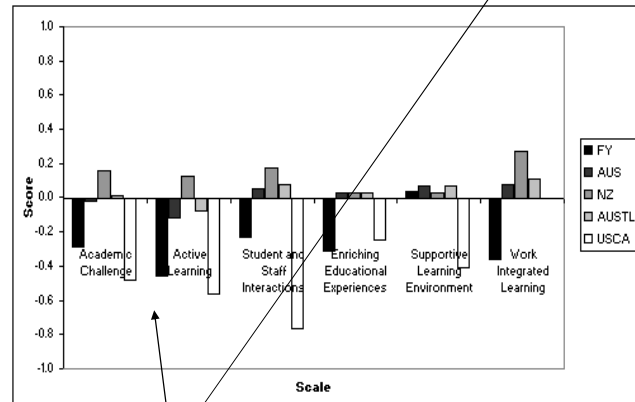 1.0
0.8
0.6
0.4
0.2
0.0
-0.2
-0.4
-0.6
-0.8
-1.0
Score
Academic
Challenge
Active
Learning
Student and
Staff
Interactions
Enriching
Educational
Experiences
Supportive
Learning
Environment
Work
Integrated
Learning
Scale
FY
AUS
NZ
AUSTL
USCA